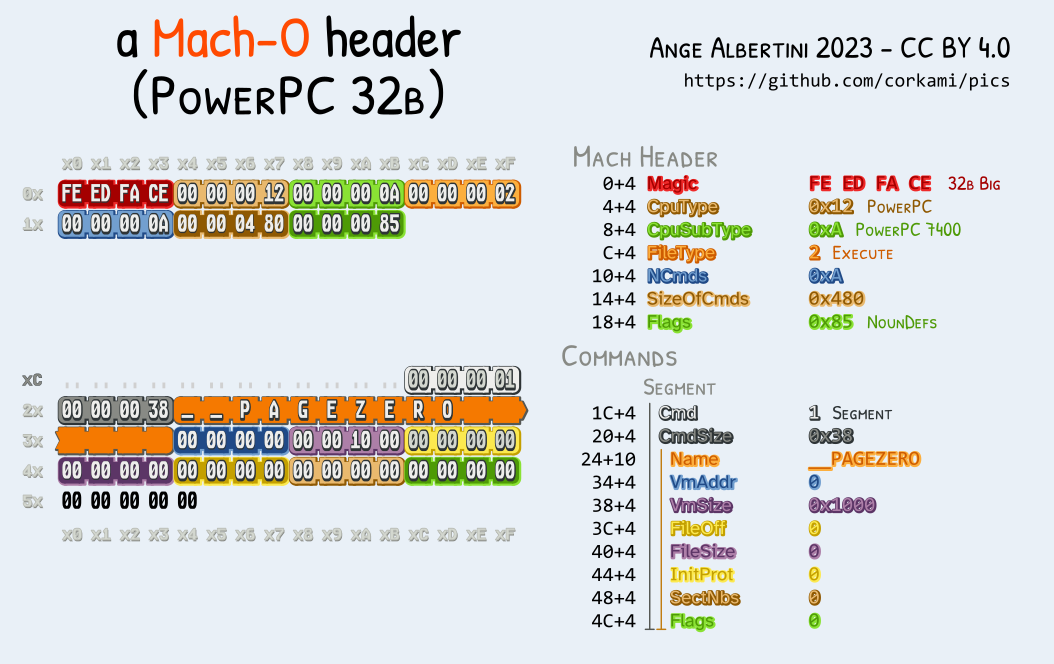 a Mach-O header
(PowerPC 32b)
Ange Albertini 2023 - CC BY 4.0
https://github.com/corkami/pics
x0 x1 x2 x3 x4 x5 x6 x7 x8 x9 xA xB xC xD xE xF
0x FE ED FA CE 00 00 00 12 00 00 00 0A 00 00 00 02
1x 00 00 00 0A 00 00 04 80 00 00 00 85
xC .. .. .. .. .. .. .. .. .. .. .. .. 00 00 00 01
2x 00 00 00 38 _ _ P A G E Z E R O
3x 00 00 00 00 00 00 10 00 00 00 00 00
4x 00 00 00 00 00 00 00 00 00 00 00 00 00 00 00 00
5x 00 00 00 00 00
x0 x1 x2 x3 x4 x5 x6 x7 x8 x9 xA xB xC xD xE xF
Mach Header
0+4 Magic FE ED FA CE 32b Big
4+4 CpuType 0x12 PowerPC
8+4 CpuSubType 0xA PowerPC 7400
C+4 FileType 2 Execute
10+4 NCmds 0xA
14+4 SizeOfCmds 0x480
18+4 Flags 0x85 NounDefs
Commands
Segment
1C+4 Cmd 1 Segment
20+4 CmdSize 0x38
24+10 Name __PAGEZERO
34+4 VmAddr 0
38+4 VmSize 0x1000
3C+4 FileOff 0
40+4 FileSize 0
44+4 InitProt 0
48+4 SectNbs 0
4C+4 Flags 0